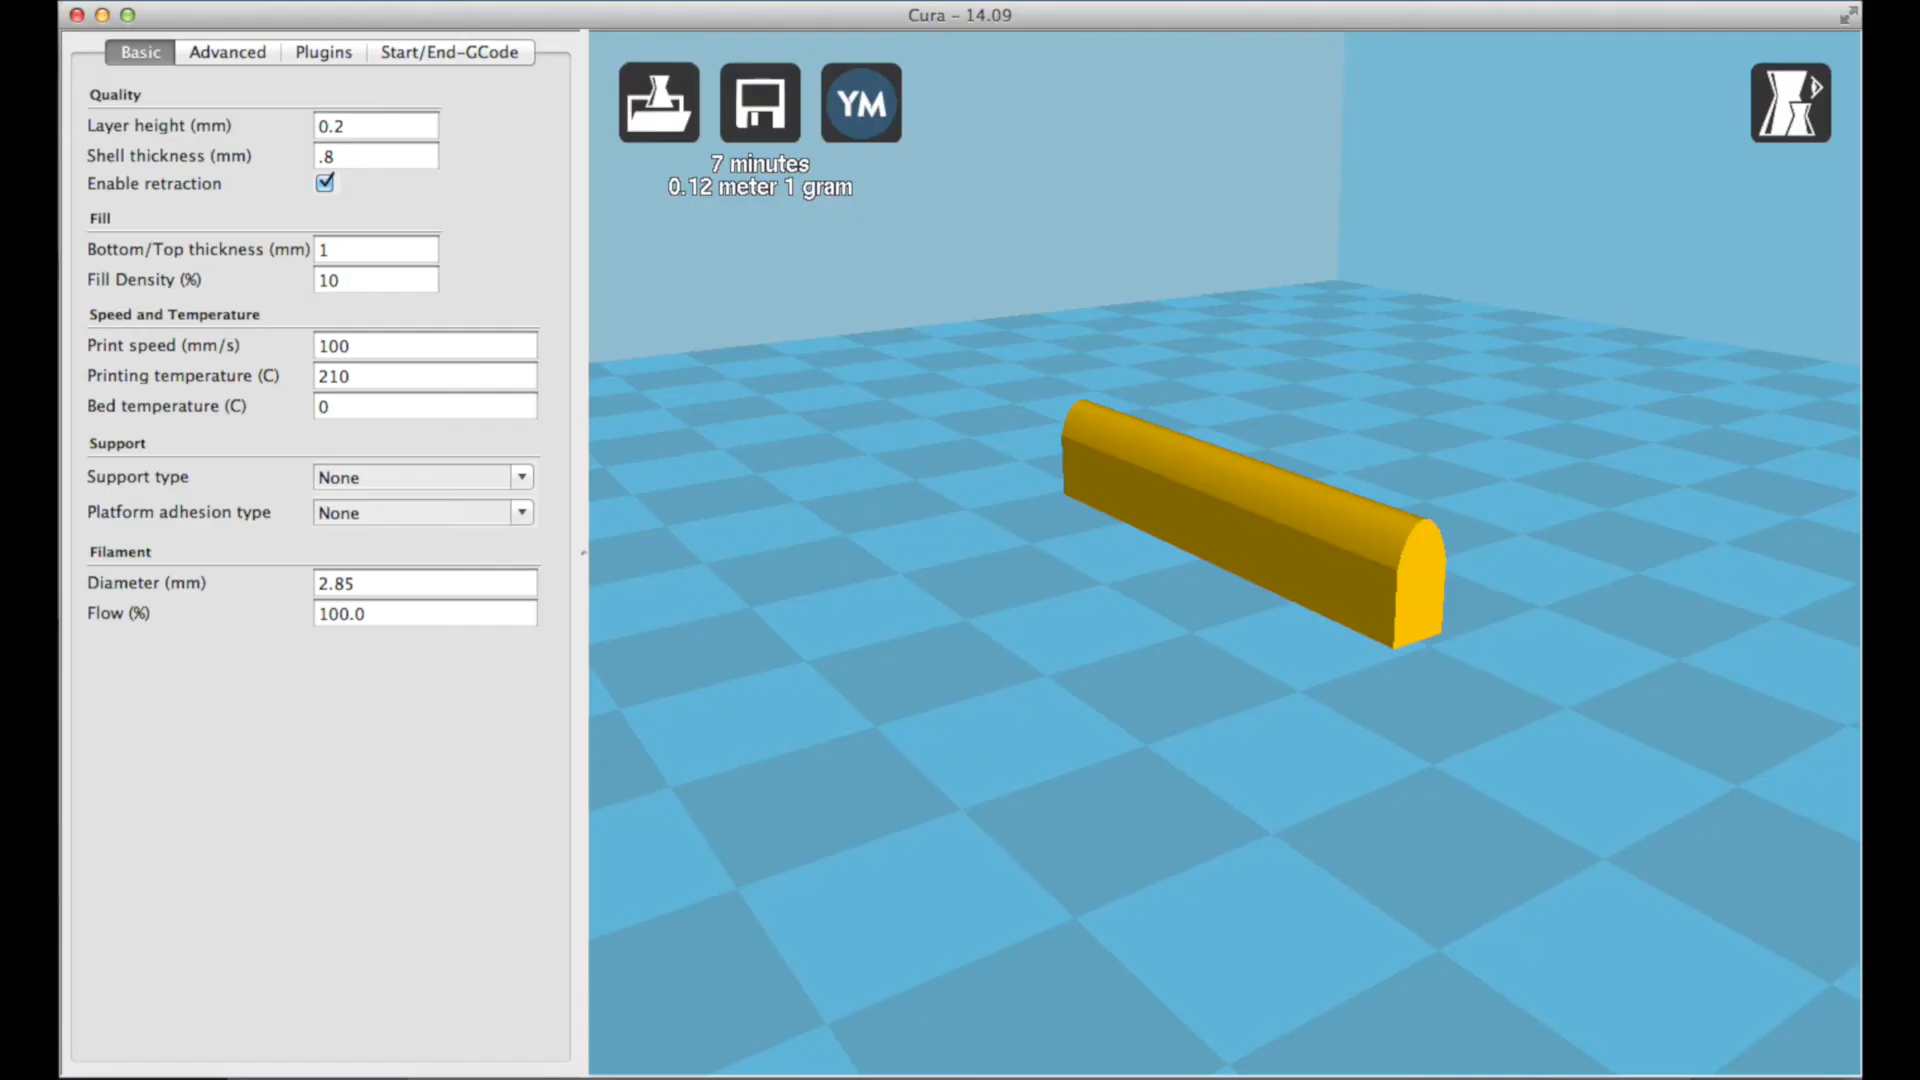 Cura – 14.09
Basic
Advanced
Plugins
Start/End-GCode
Quality
Layer height (mm)
0.2
Shell thickness (mm)
.8
Enable retraction
Fill
Bottom/Top thickness (mm)
1
Fill Density (%)
10
Speed and Temperature
Print speed (mm/s)
100
Printing temperature (C)
210
Bed temperature (C)
0
Support
Support type
None
Platform adhesion type
None
Filament
Diameter (mm)
2.85
Flow (%)
100.0
YM
7 minutes
0.12 meter 1 gram